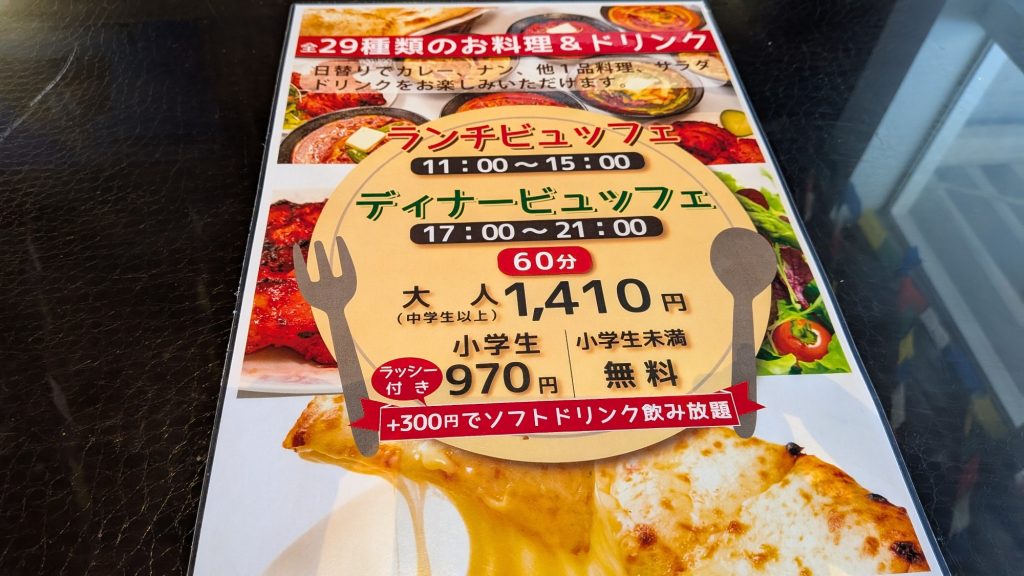 全29種類のお料理＆ドリンク
日替りでカレー、ナン、他1品料理、サラダ
ドリンクをお楽しみいただけます。
ランチビュッフェ
11：00～15：00
ディナービュッフェ
17：00～21：00
60分
大人 1,410円
（中学生以上）
小学生
ラッシー付き
970円
小学生未満
無料
+300円でソフトドリンク飲み放題